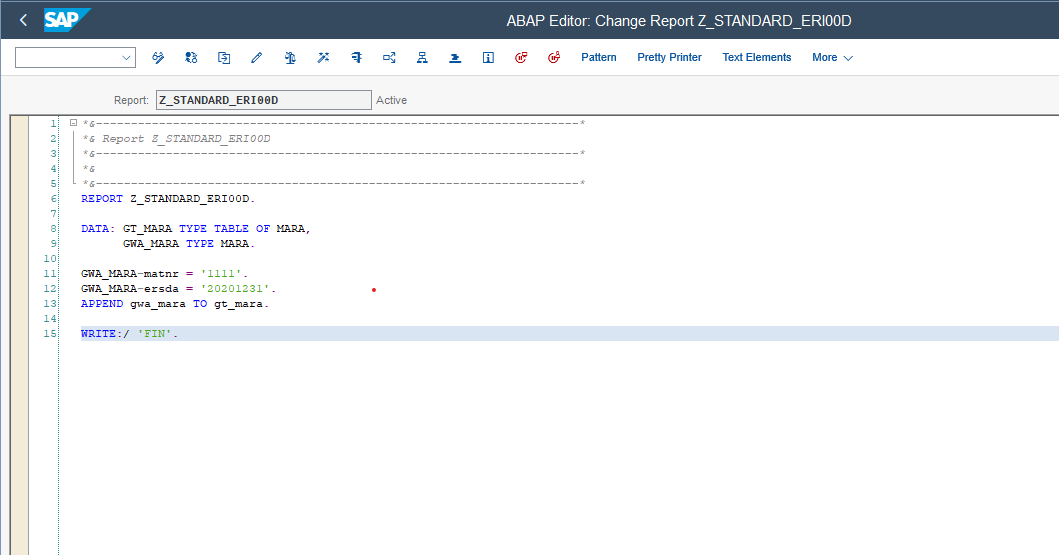 SAP
ABAP Editor: Change Report Z_STANDARD_ERI00D
Pattern Pretty Printer Text Elements More
Report: Z_STANDARD_ERI00D Active
1 *&---------------------------------------------------------------------*
2 *& Report Z_STANDARD_ERI00D
3 *&---------------------------------------------------------------------*
4 *&
5 *&---------------------------------------------------------------------*
6 REPORT Z_STANDARD_ERI00D.
7
8 DATA: GT_MARA TYPE TABLE OF MARA,
9 GWA_MARA TYPE MARA.
10
11 GWA_MARA-matnr = '1111'.
12 GWA_MARA-ersda = '20201231'.
13 APPEND gwa_mara TO gt_mara.
14
15 WRITE:/ 'FIN'.